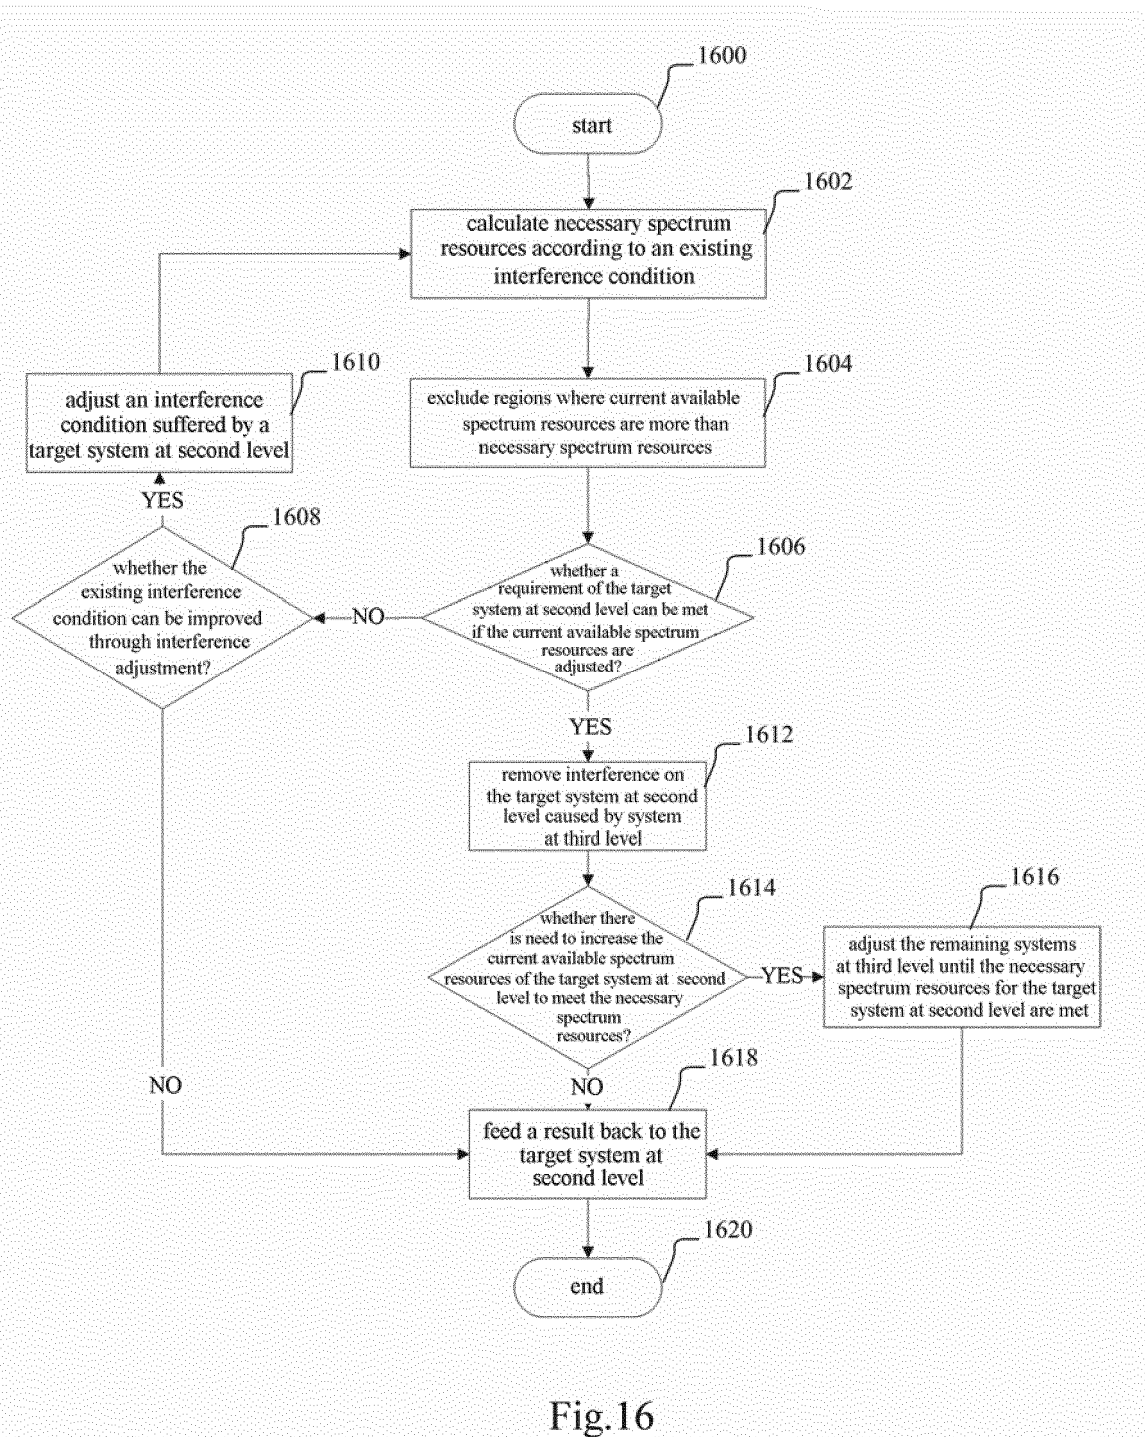 1600
start
1602
calculate necessary spectrum
resources according to an existing
interference condition
1610
adjust an interference
condition suffered by a
target system at second level
1604
exclude regions where current available
spectrum resources are more than
necessary spectrum resources
YES
1608
whether the
existing interference
condition can be improved
through interference
adjustment?
NO
1606
whether a
requirement of the target
system at second level can be met
if the current available spectrum
resources are
adjusted?
YES
1612
remove interference on
the target system at second
level caused by system
at third level
1614
whether there
is need to increase the
current available spectrum
resources of the target system at second
level to meet the necessary
spectrum
resources?
YES
1616
adjust the remaining systems
at third level until the necessary
spectrum resources for the target
system at second level are met
NO
NO
1618
feed a result back to the
target system at
second level
1620
end
Fig.16